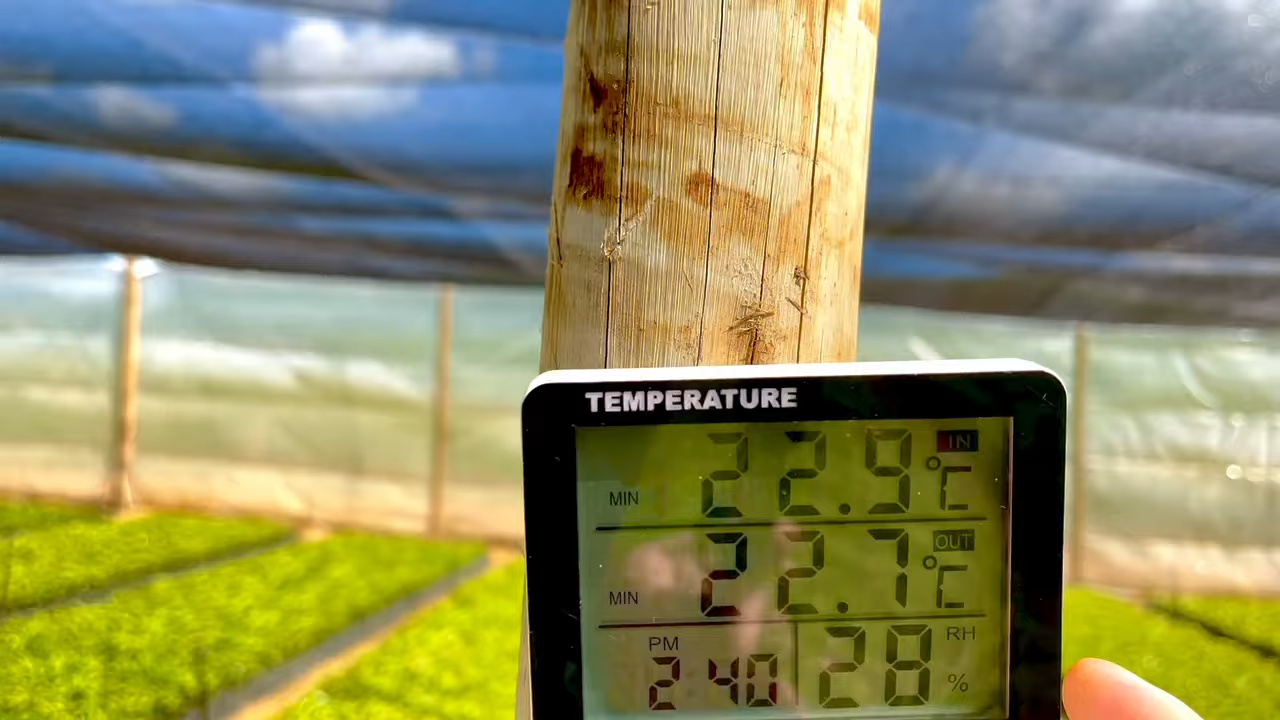 TEMPERATURE
MIN 22.9 °C IN
MIN 22.7 °C OUT
PM 2:40 28 RH %